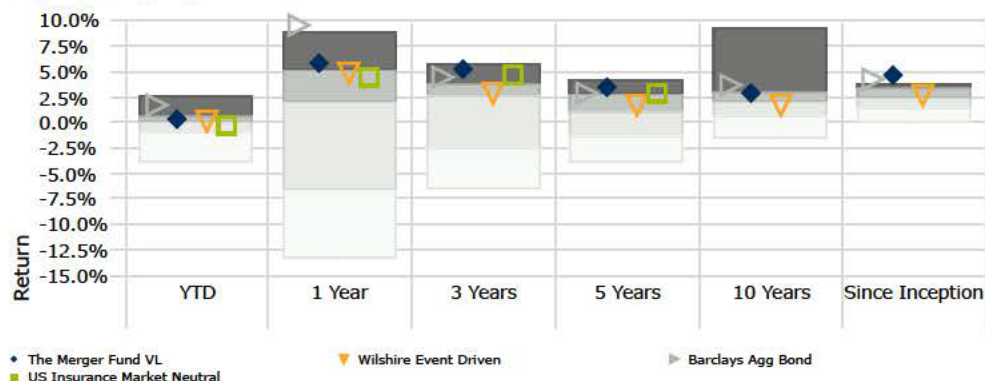 10.0%
7.5%
5.0%
2.5%
0.0%
-2.5%
-5.0%
-7.5%
-10.0%
-12.5%
-15.0%
Return
YTD 1 Year 3 Years 5 Years 10 Years Since Inception
The Merger Fund VL Wilshire Event Driven Barclays Agg Bond
US Insurance Market Neutral